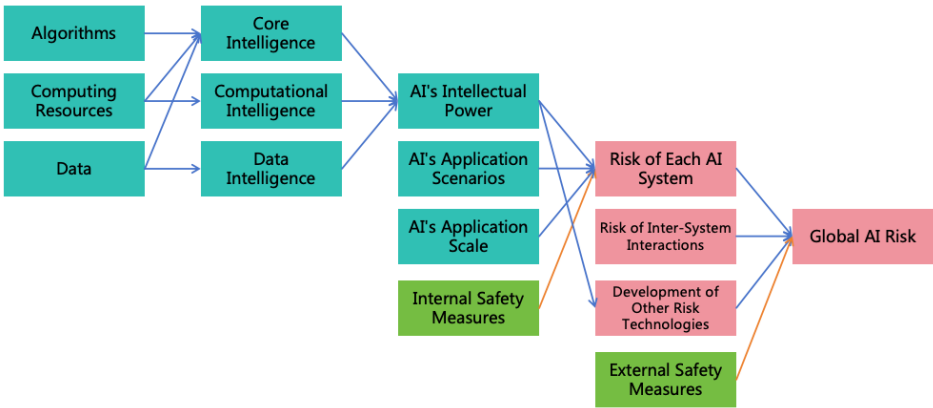 Algorithms
Core
Intelligence
Computing
Resources
Computational
Intelligence
AI's Intellectual
Power
Data
Data
Intelligence
AI's Application
Scenarios
Risk of Each AI
System
AI's Application
Scale
Risk of Inter-System
Interactions
Global AI Risk
Internal Safety
Measures
Development of
Other Risk
Technologies
External Safety
Measures